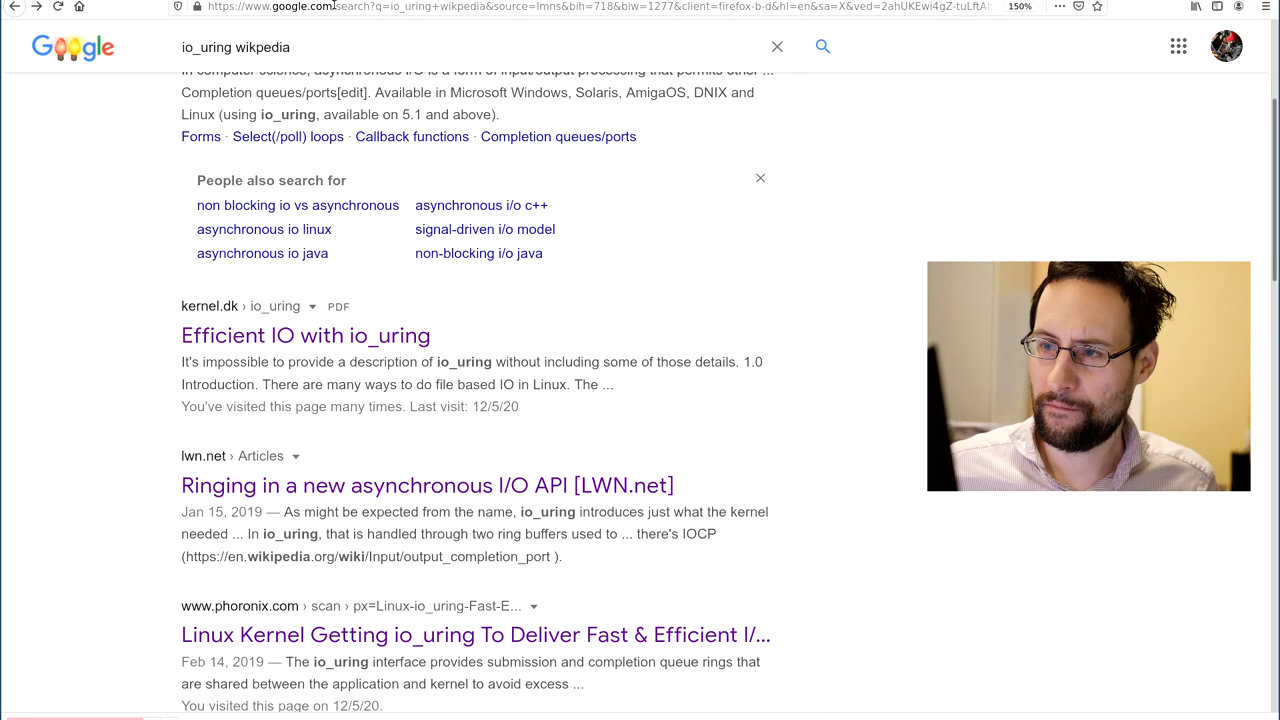 https://www.google.com/search?q=io_uring+wikpedia&source=lmns&bih=718&biw=1277&client=firefox-b-d&hl=en&sa=X&ved=2ahUKEwi4gZ-tuLftAh
150%
Google
io_uring wikpedia
In computer science, asynchronous I/O is a form of input/output processing that permits other ...
Completion queues/ports[edit]. Available in Microsoft Windows, Solaris, AmigaOS, DNIX and
Linux (using io_uring, available on 5.1 and above).
Forms · Select(/poll) loops · Callback functions · Completion queues/ports
People also search for
non blocking io vs asynchronous asynchronous i/o c++
asynchronous io linux signal-driven i/o model
asynchronous io java non-blocking i/o java
kernel.dk › io_uring PDF
Efficient IO with io_uring
It's impossible to provide a description of io_uring without including some of those details. 1.0
Introduction. There are many ways to do file based IO in Linux. The ...
You've visited this page many times. Last visit: 12/5/20
lwn.net › Articles
Ringing in a new asynchronous I/O API [LWN.net]
Jan 15, 2019 — As might be expected from the name, io_uring introduces just what the kernel
needed ... In io_uring, that is handled through two ring buffers used to ... there's IOCP
(https://en.wikipedia.org/wiki/Input/output_completion_port ).
www.phoronix.com › scan › px=Linux-io_uring-Fast-E...
Linux Kernel Getting io_uring To Deliver Fast & Efficient I/...
Feb 14, 2019 — The io_uring interface provides submission and completion queue rings that
are shared between the application and kernel to avoid excess ...
You visited this page on 12/5/20.